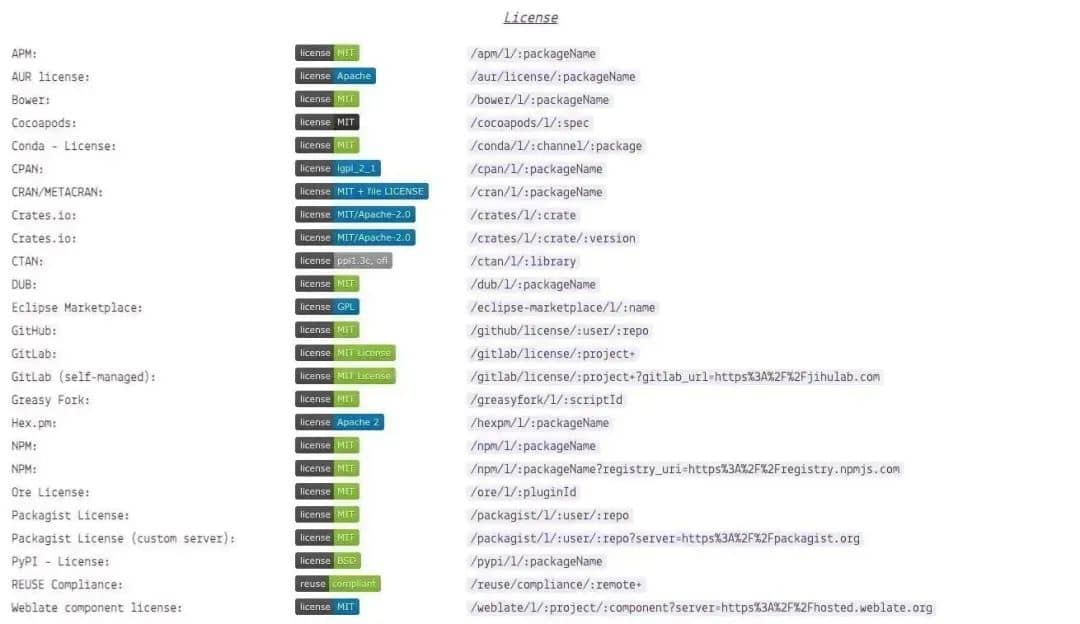 License
APM: license MIT /apm/l/:packageName
AUR license: license Apache /aur/license/:packageName
Bower: license MIT /bower/l/:packageName
Cocoapods: license MIT /cocoapods/l/:spec
Conda - License: license MIT /conda/l/:channel/:package
CPAN: license lgpl_2_1 /cpan/l/:packageName
CRAN/METACRAN: license MIT + file LICENSE /cran/l/:packageName
Crates.io: license MIT/Apache-2.0 /crates/l/:crate
Crates.io: license MIT/Apache-2.0 /crates/l/:crate/:version
CTAN: license ppl1.3c, ofl /ctan/l/:library
DUB: license MIT /dub/l/:packageName
Eclipse Marketplace: license GPL /eclipse-marketplace/l/:name
GitHub: license MIT /github/license/:user/:repo
GitLab: license MIT License /gitlab/license/:project+
GitLab (self-managed): license MIT License /gitlab/license/:project+?gitlab_url=https%3A%2F%2Fjihulab.com
Greasy Fork: license MIT /greasyfork/l/:scriptId
Hex.pm: license Apache 2 /hexpm/l/:packageName
NPM: license MIT /npm/l/:packageName
NPM: license MIT /npm/l/:packageName?registry_uri=https%3A%2F%2Fregistry.npmjs.com
Ore License: license MIT /ore/l/:pluginId
Packagist License: license MIT /packagist/l/:user/:repo
Packagist License (custom server): license MIT /packagist/l/:user/:repo?server=https%3A%2F%2Fpackagist.org
PyPI - License: license BSD /pypi/l/:packageName
REUSE Compliance: reuse compliant /reuse/compliance/:remote+
Weblate component license: license MIT /weblate/l/:project/:component?server=https%3A%2F%2Fhosted.weblate.org